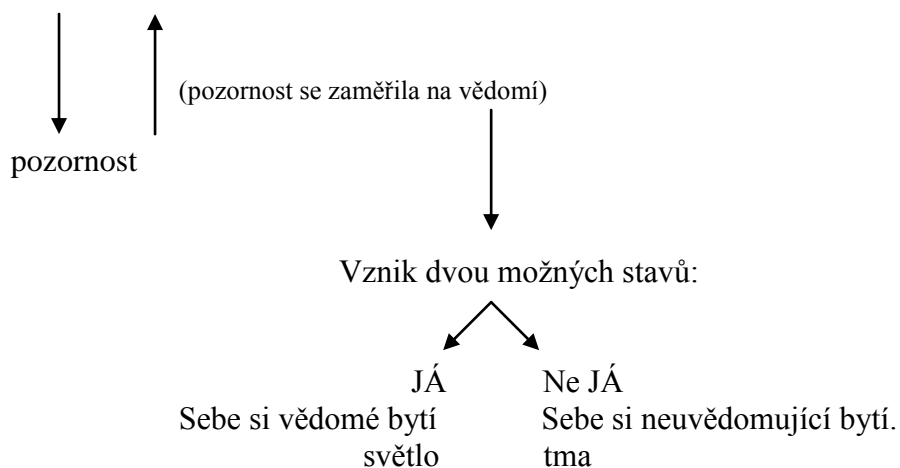 (pozornost se zaměřila na vědomí)
pozornost
Vznik dvou možných stavů:
JÁ Ne JÁ
Sebe si vědomé bytí Sebe si neuvědomující bytí.
světlo tma